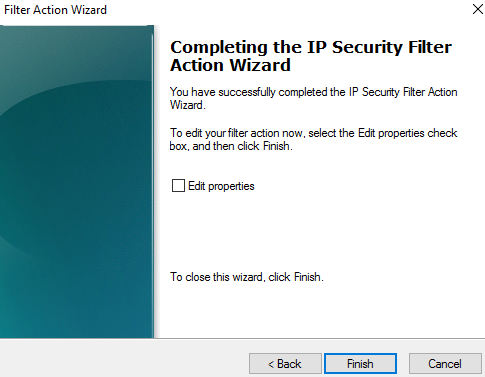 Filter Action Wizard
Completing the IP Security Filter
Action Wizard
You have successfully completed the IP Security Filter Action
Wizard.
To edit your filter action now, select the Edit properties check
box, and then click Finish.
Edit properties
To close this wizard, click Finish.
< Back
Finish
Cancel